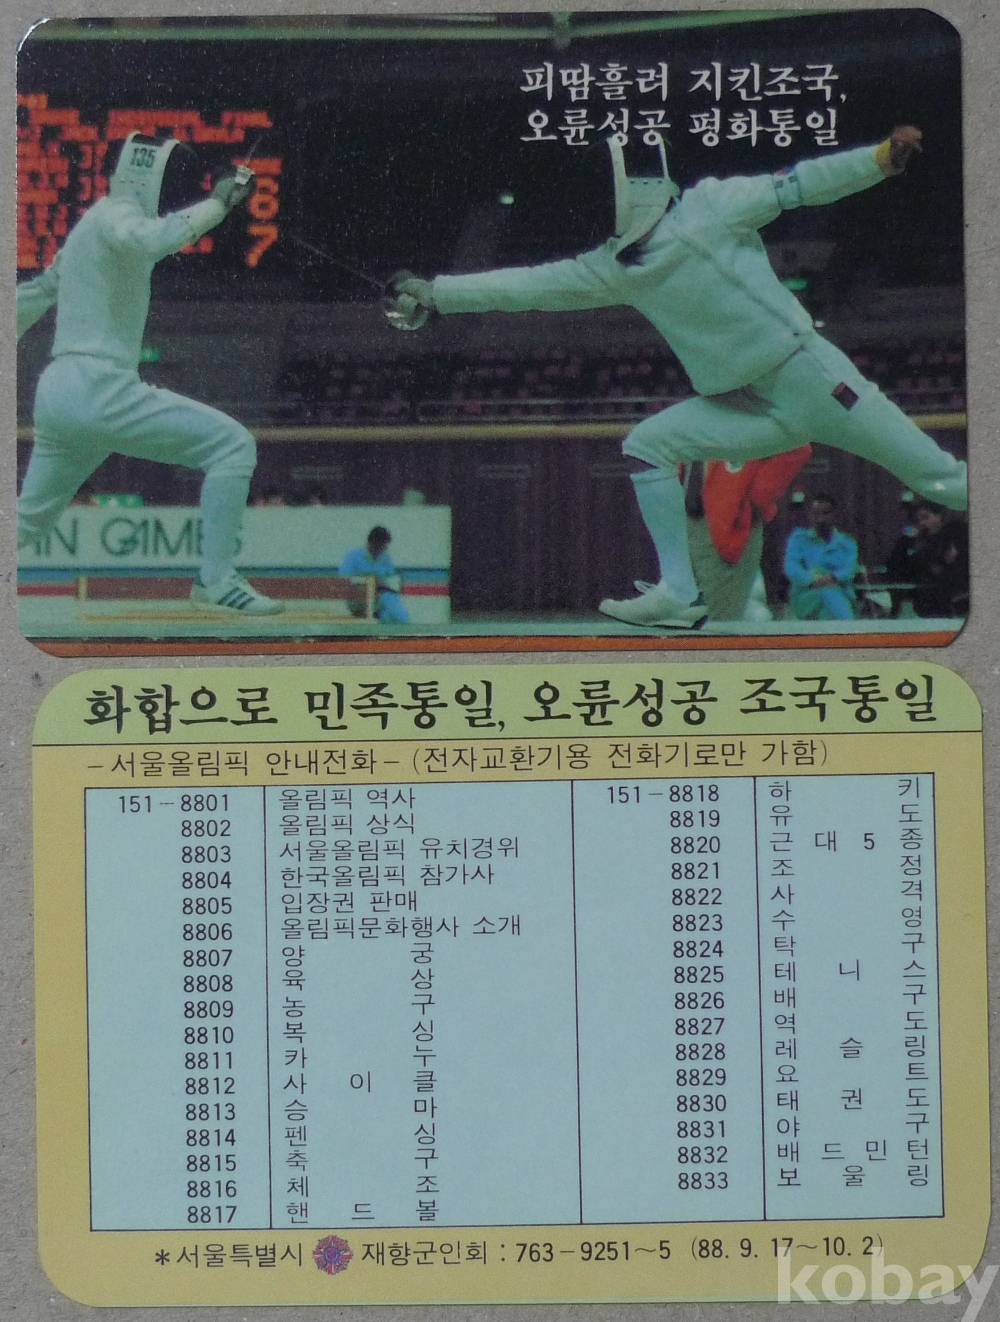 피땀흘려 지킨조국,
오륜성공 평화통일
135
AN GAMES
화합으로 민족통일, 오륜성공 조국통일
-서울올림픽 안내전화- (전자교환기용 전화기로만 가함)
151-8801 올림픽 역사
8802 올림픽 상식
8803 서울올림픽 유치경위
8804 한국올림픽 참가사
8805 입장권 판매
8806 올림픽문화행사 소개
8807 양궁
8808 육상
8809 농구
8810 복싱
8811 카누
8812 사이클
8813 승마
8814 펜싱
8815 축구
8816 체조
8817 핸드볼
151-8818 하키
8819 유도
8820 근대5종
8821 조정
8822 사격
8823 수영
8824 탁구
8825 테니스
8826 배구
8827 역도
8828 레슬링
8829 요트
8830 태권도
8831 야구
8832 배드민턴
8833 보울링
*서울특별시 재향군인회 : 763-9251~5 (88. 9. 17~10. 2)
kobay